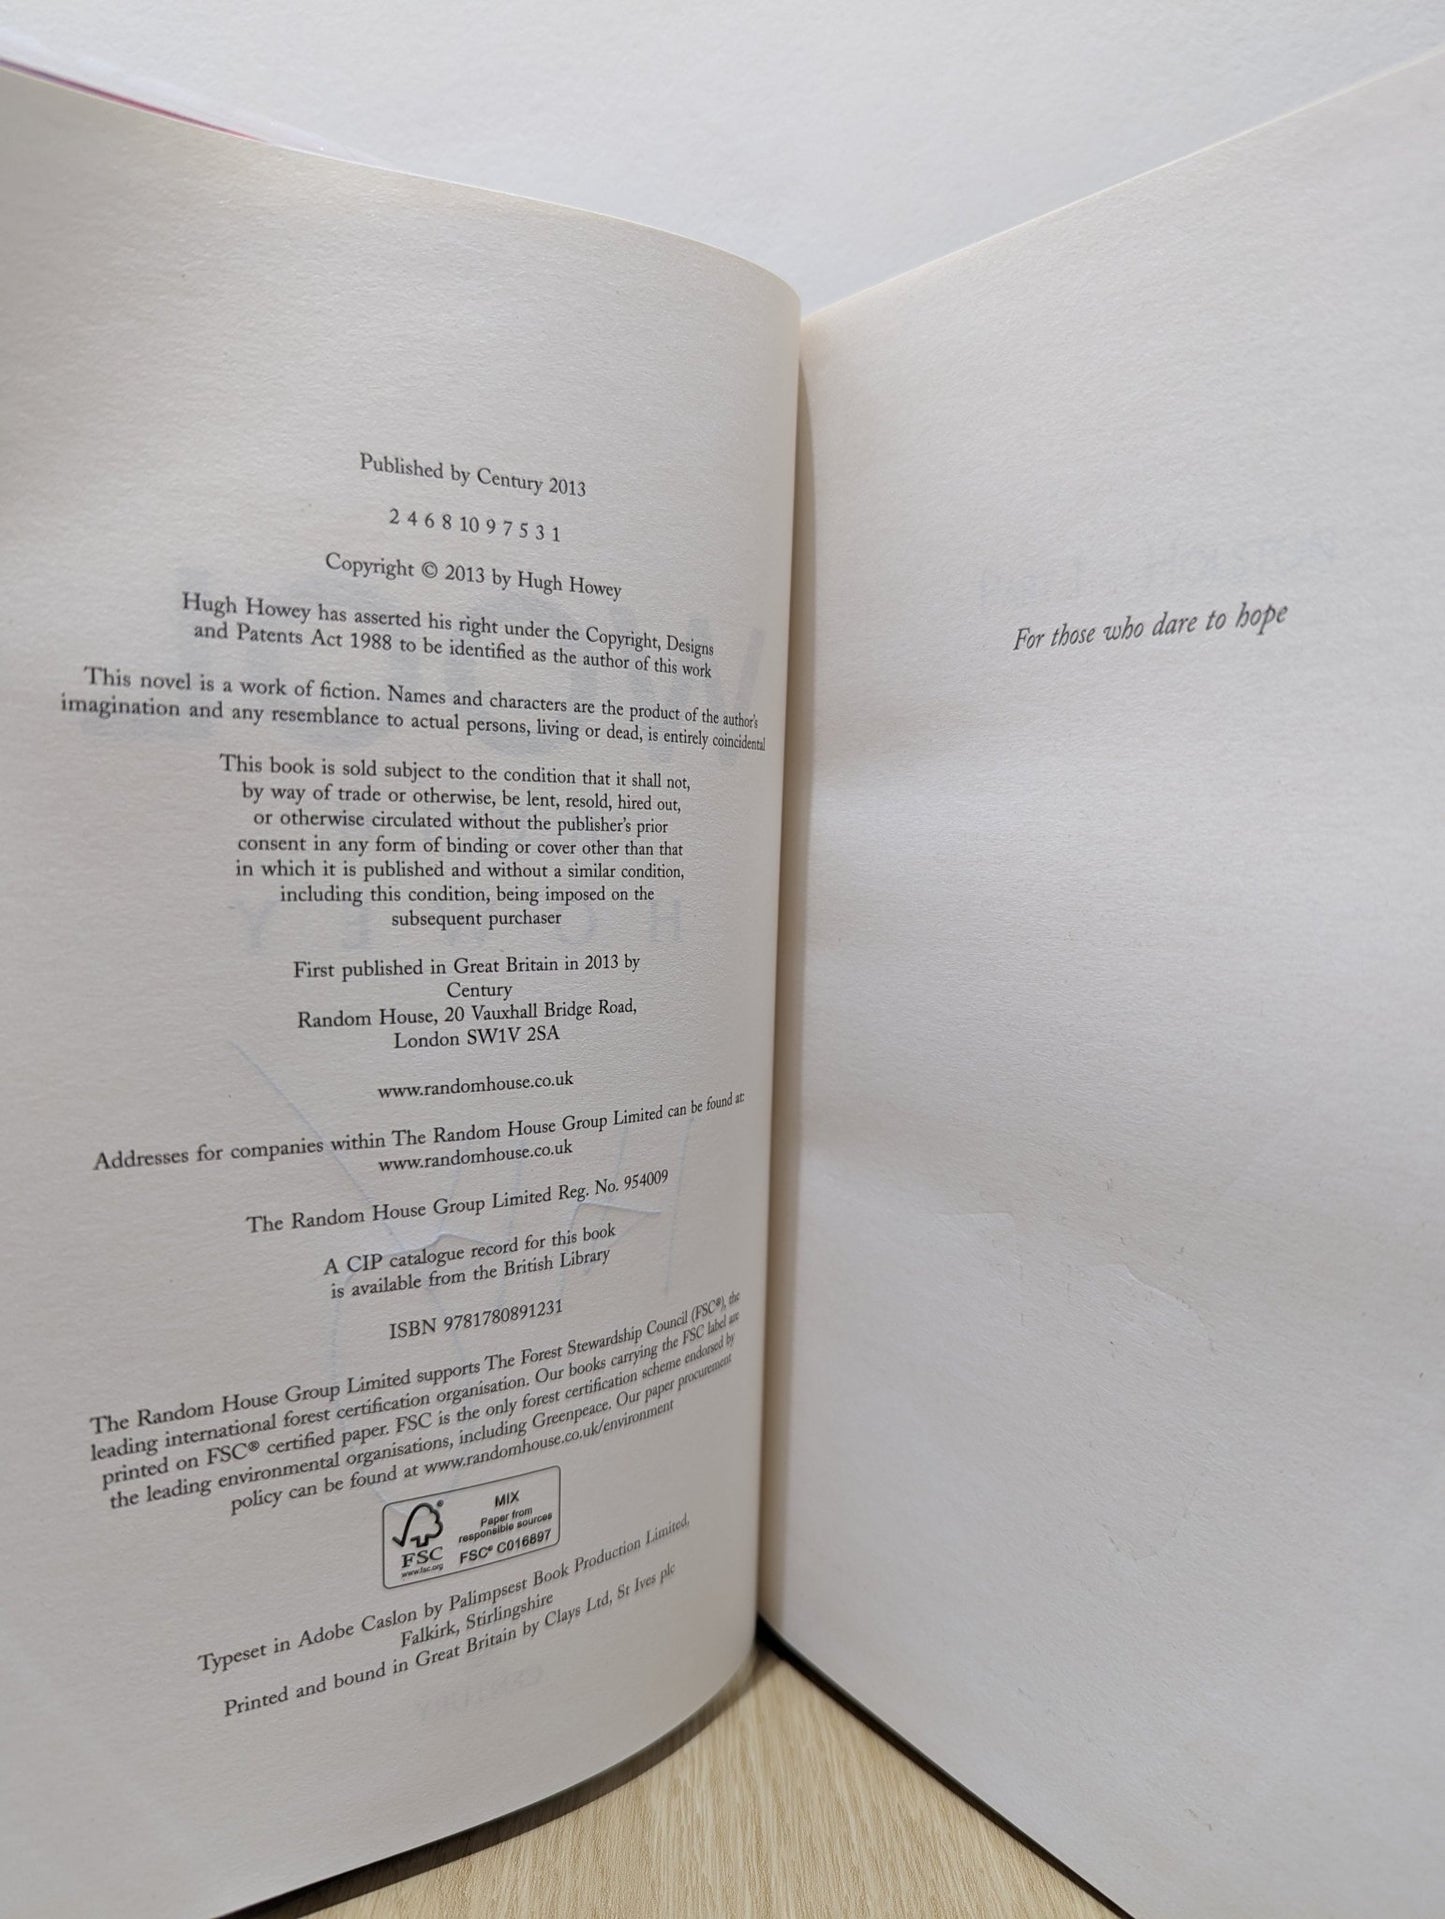 Published by Century 2013
2 4 6 8 10 9 7 5 3 1
Copyright © 2013 by Hugh Howey
Hugh Howey has asserted his right under the Copyright, Designs
and Patents Act 1988 to be identified as the author of this work
This novel is a work of fiction. Names and characters are the product of the author's
imagination and any resemblance to actual persons, living or dead, is entirely coincidental
This book is sold subject to the condition that it shall not,
by way of trade or otherwise, be lent, resold, hired out,
or otherwise circulated without the publisher's prior
consent in any form of binding or cover other than that
in which it is published and without a similar condition,
including this condition, being imposed on the
subsequent purchaser
First published in Great Britain in 2013 by
Century
Random House, 20 Vauxhall Bridge Road,
London SW1V 2SA
www.randomhouse.co.uk
Addresses for companies within The Random House Group Limited can be found at:
www.randomhouse.co.uk
The Random House Group Limited Reg. No. 954009
A CIP catalogue record for this book
is available from the British Library
ISBN 9781780891231
The Random House Group Limited supports The Forest Stewardship Council (FSC®), the
leading international forest certification organisation. Our books carrying the FSC label are
printed on FSC® certified paper. FSC is the only forest certification scheme endorsed by
the leading environmental organisations, including Greenpeace. Our paper procurement
policy can be found at www.randomhouse.co.uk/environment
FSC
www.fsc.org
MIX
Paper from
responsible sources
FSC® C016897
Typeset in Adobe Caslon by Palimpsest Book Production Limited,
Falkirk, Stirlingshire
Printed and bound in Great Britain by Clays Ltd, St Ives plc
For those who dare to hope